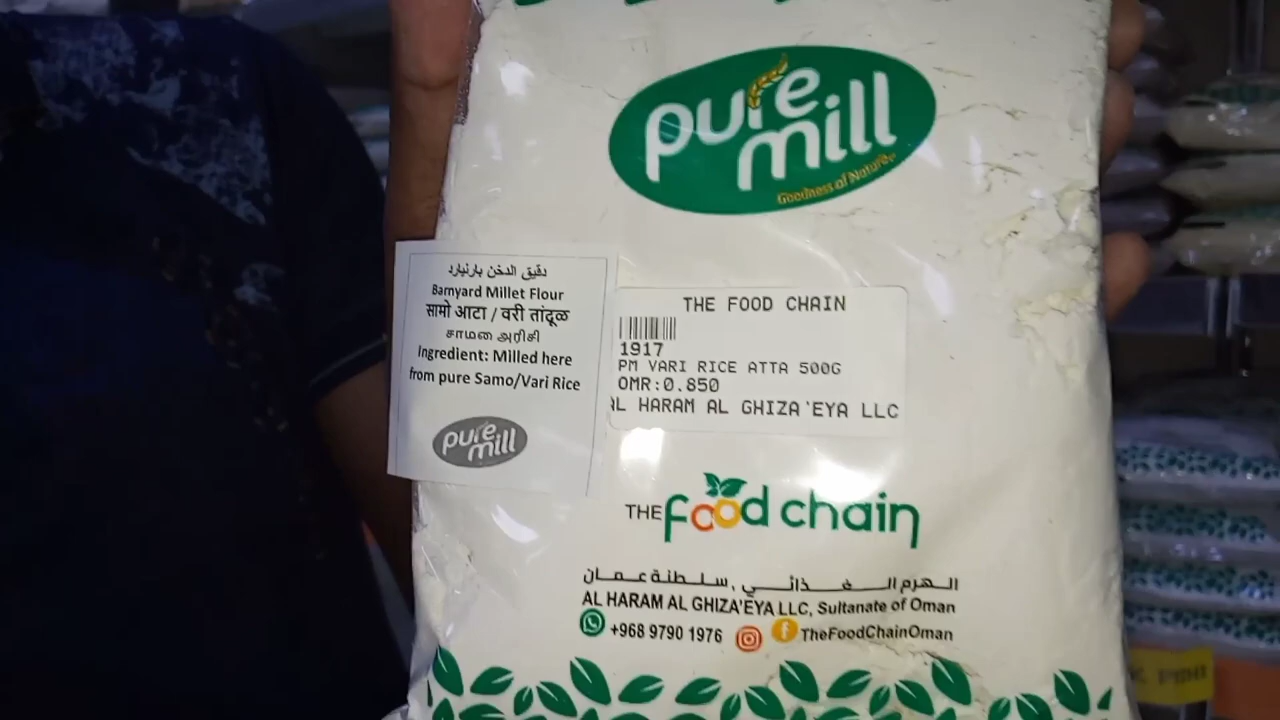 pure
mill
Goodness of Nature
دقيق الدخن بارنيارد
Barnyard Millet Flour
सामो आटा / वरी तांदूळ
சாமை அரிசி
Ingredient: Milled here
from pure Samo/Vari Rice
pure
mill
THE FOOD CHAIN
1917
PM VARI RICE ATTA 500G
OMR:0.850
AL HARAM AL GHIZA'EYA LLC
THE food chain
الهرم الغذائي , سلطنة عمان
AL HARAM AL GHIZA'EYA LLC, Sultanate of Oman
+968 9790 1976 TheFoodChainOman